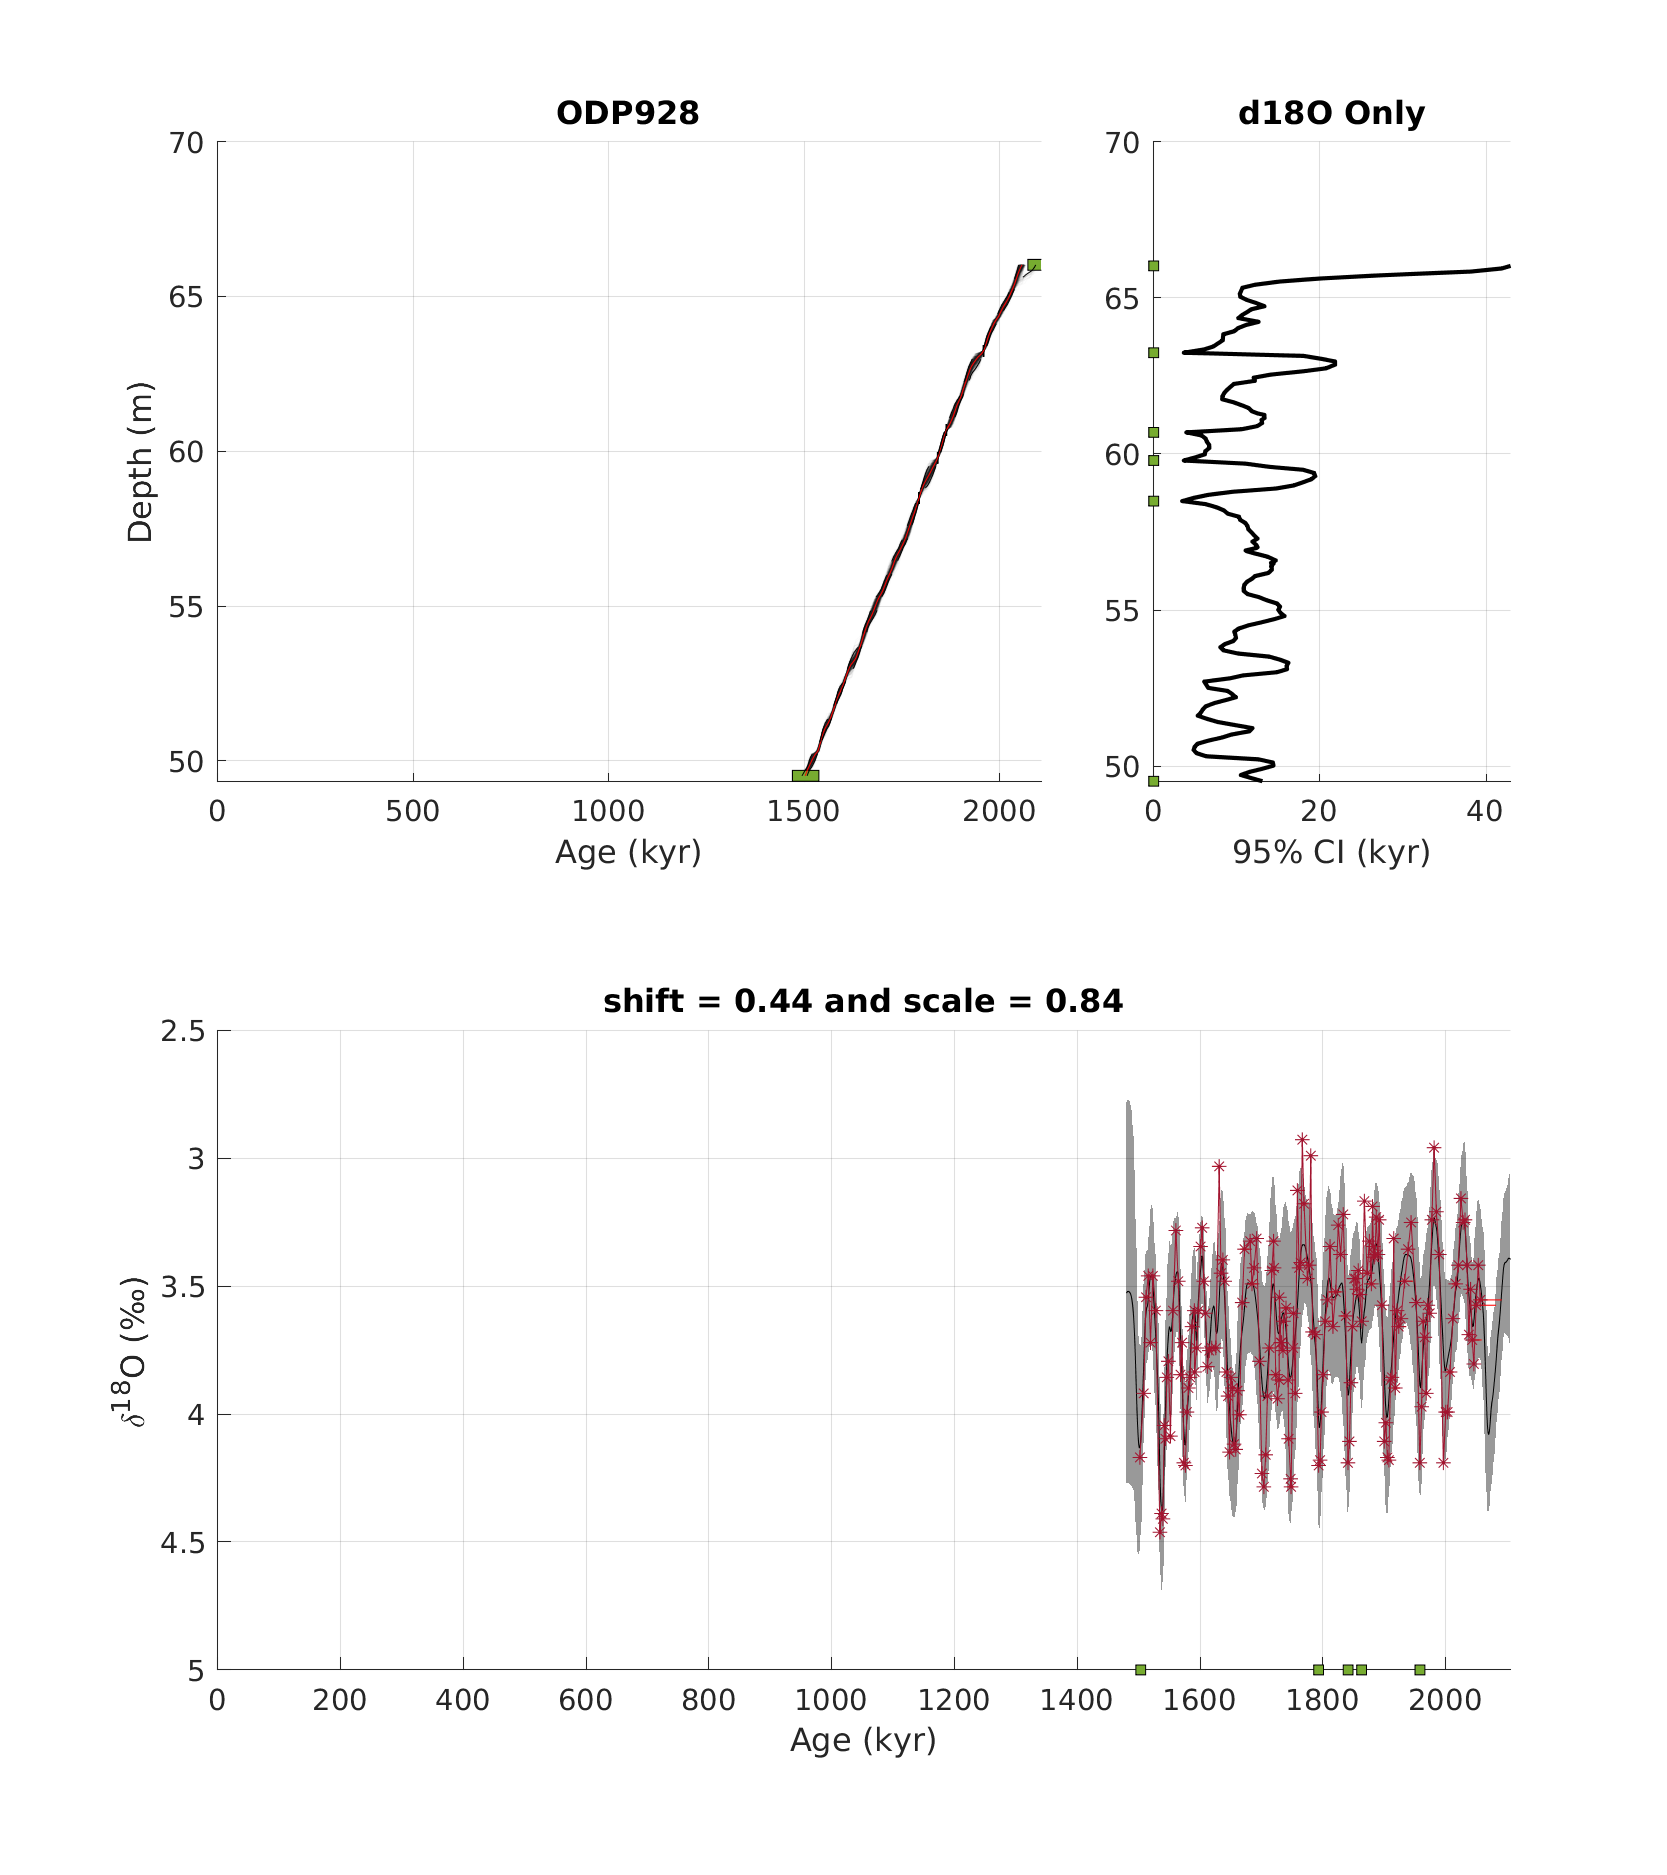 ODP928
d18O Only
70
65
60
55
50
0 500 1000 1500 2000
Depth (m)
Age (kyr)
70
65
60
55
50
0 20 40
95% CI (kyr)
shift = 0.44 and scale = 0.84
2.5
3
3.5
4
4.5
5
0 200 400 600 800 1000 1200 1400 1600 1800 2000
δ¹⁸O (‰)
Age (kyr)